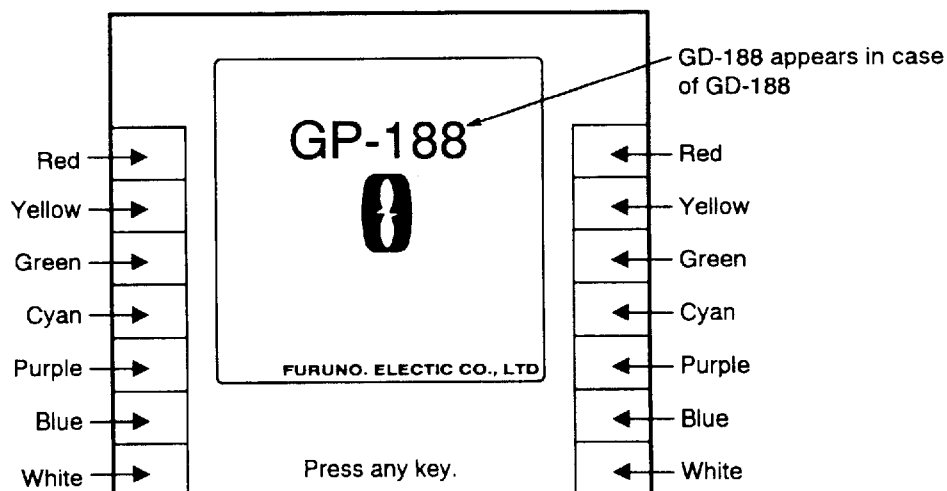 GD-188 appears in case
of GD-188
GP-188
Red
Yellow
Green
Cyan
Purple
Blue
White
Red
Yellow
Green
Cyan
Purple
Blue
White
FURUNO. ELECTIC CO., LTD
Press any key.